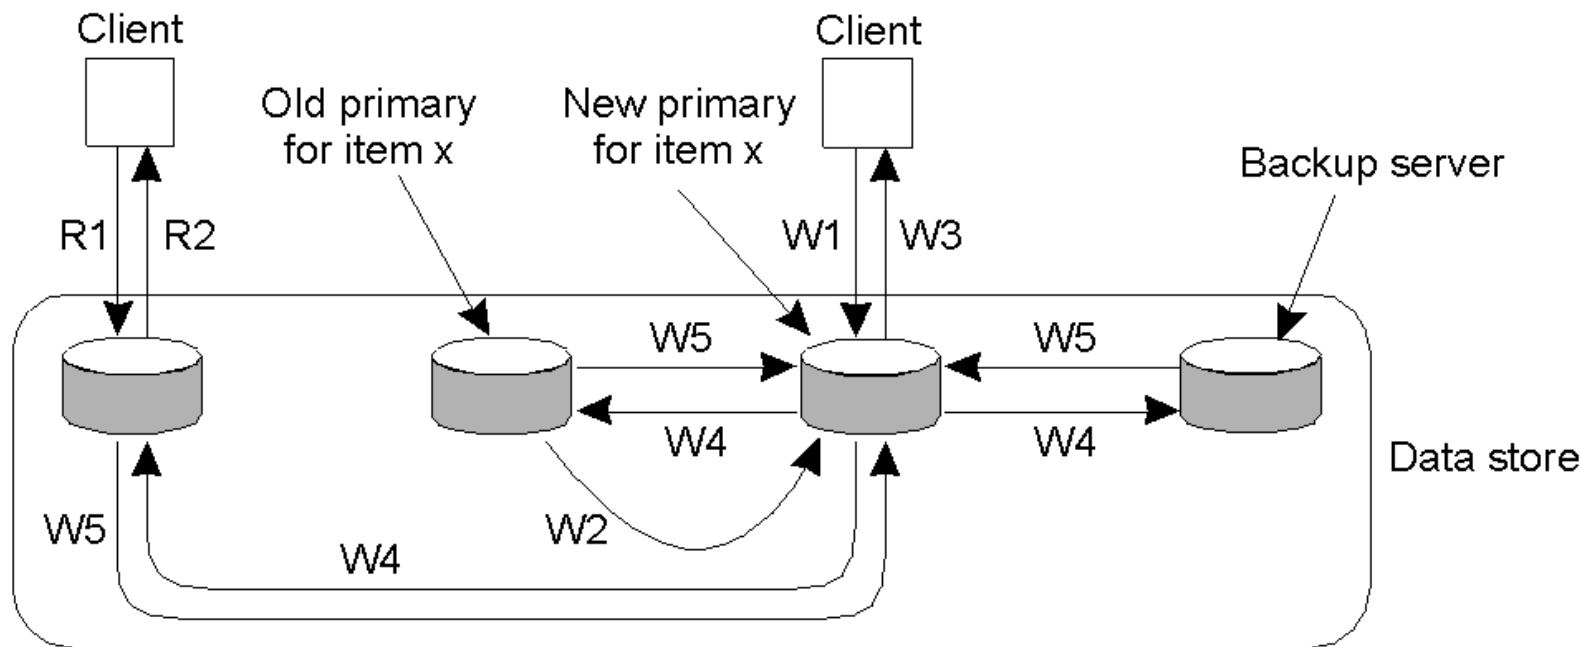 Client
Client
Old primary
for item x
New primary
for item x
Backup server
R1
R2
W1
W3
W5
W5
W4
W4
Data store
W5
W2
W4